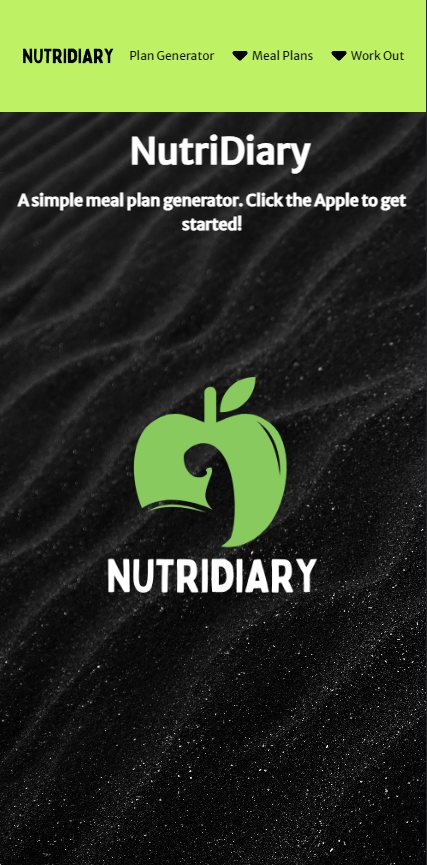 NUTRIDIARY Plan Generator Meal Plans Work Out
NutriDiary
A simple meal plan generator. Click the Apple to get
started!
NUTRIDIARY